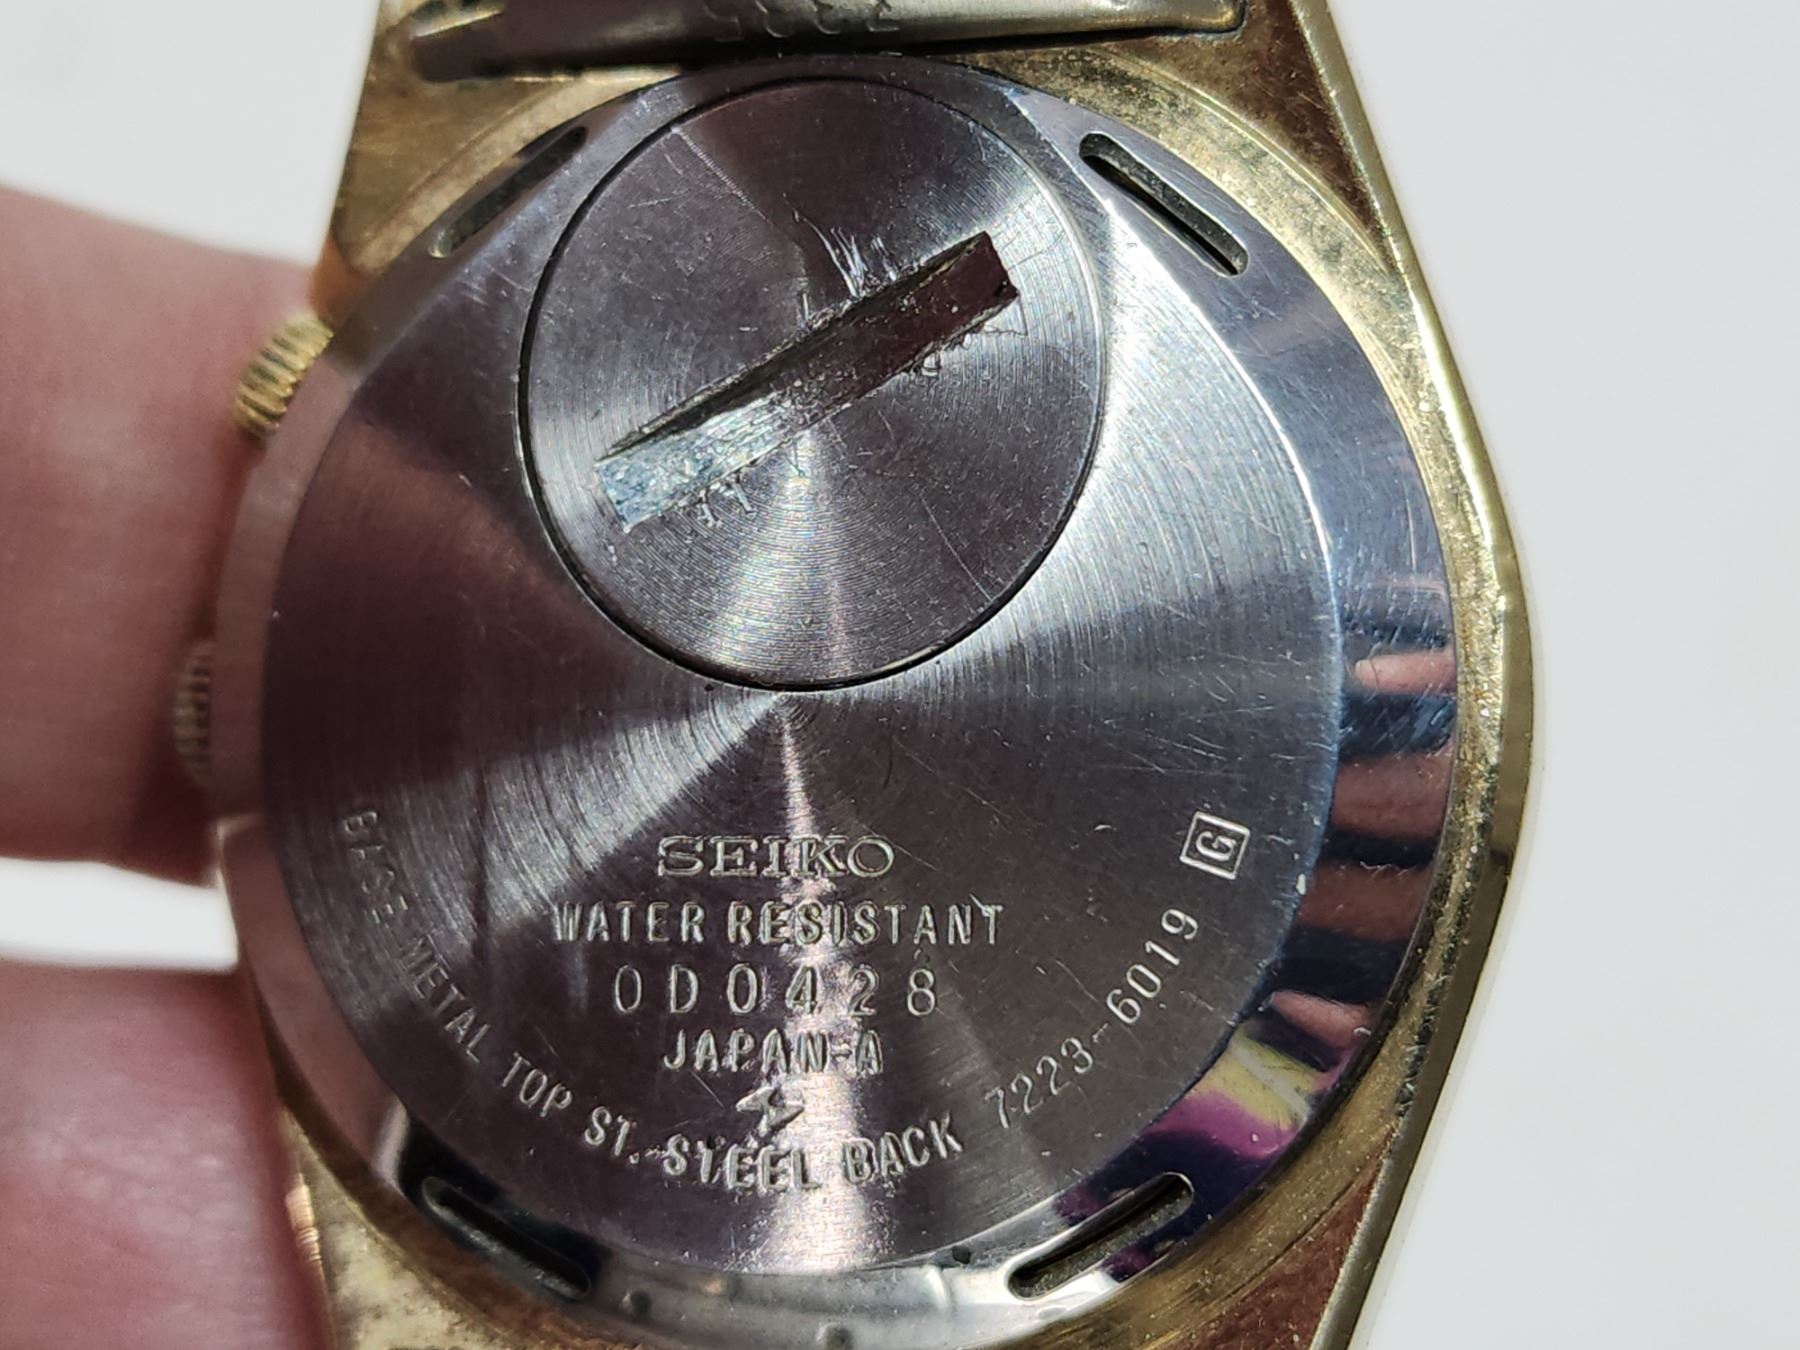 SEIKO
WATER RESISTANT
0D0428
JAPAN-A
BASE METAL TOP ST. STEEL BACK 7223-6019 G